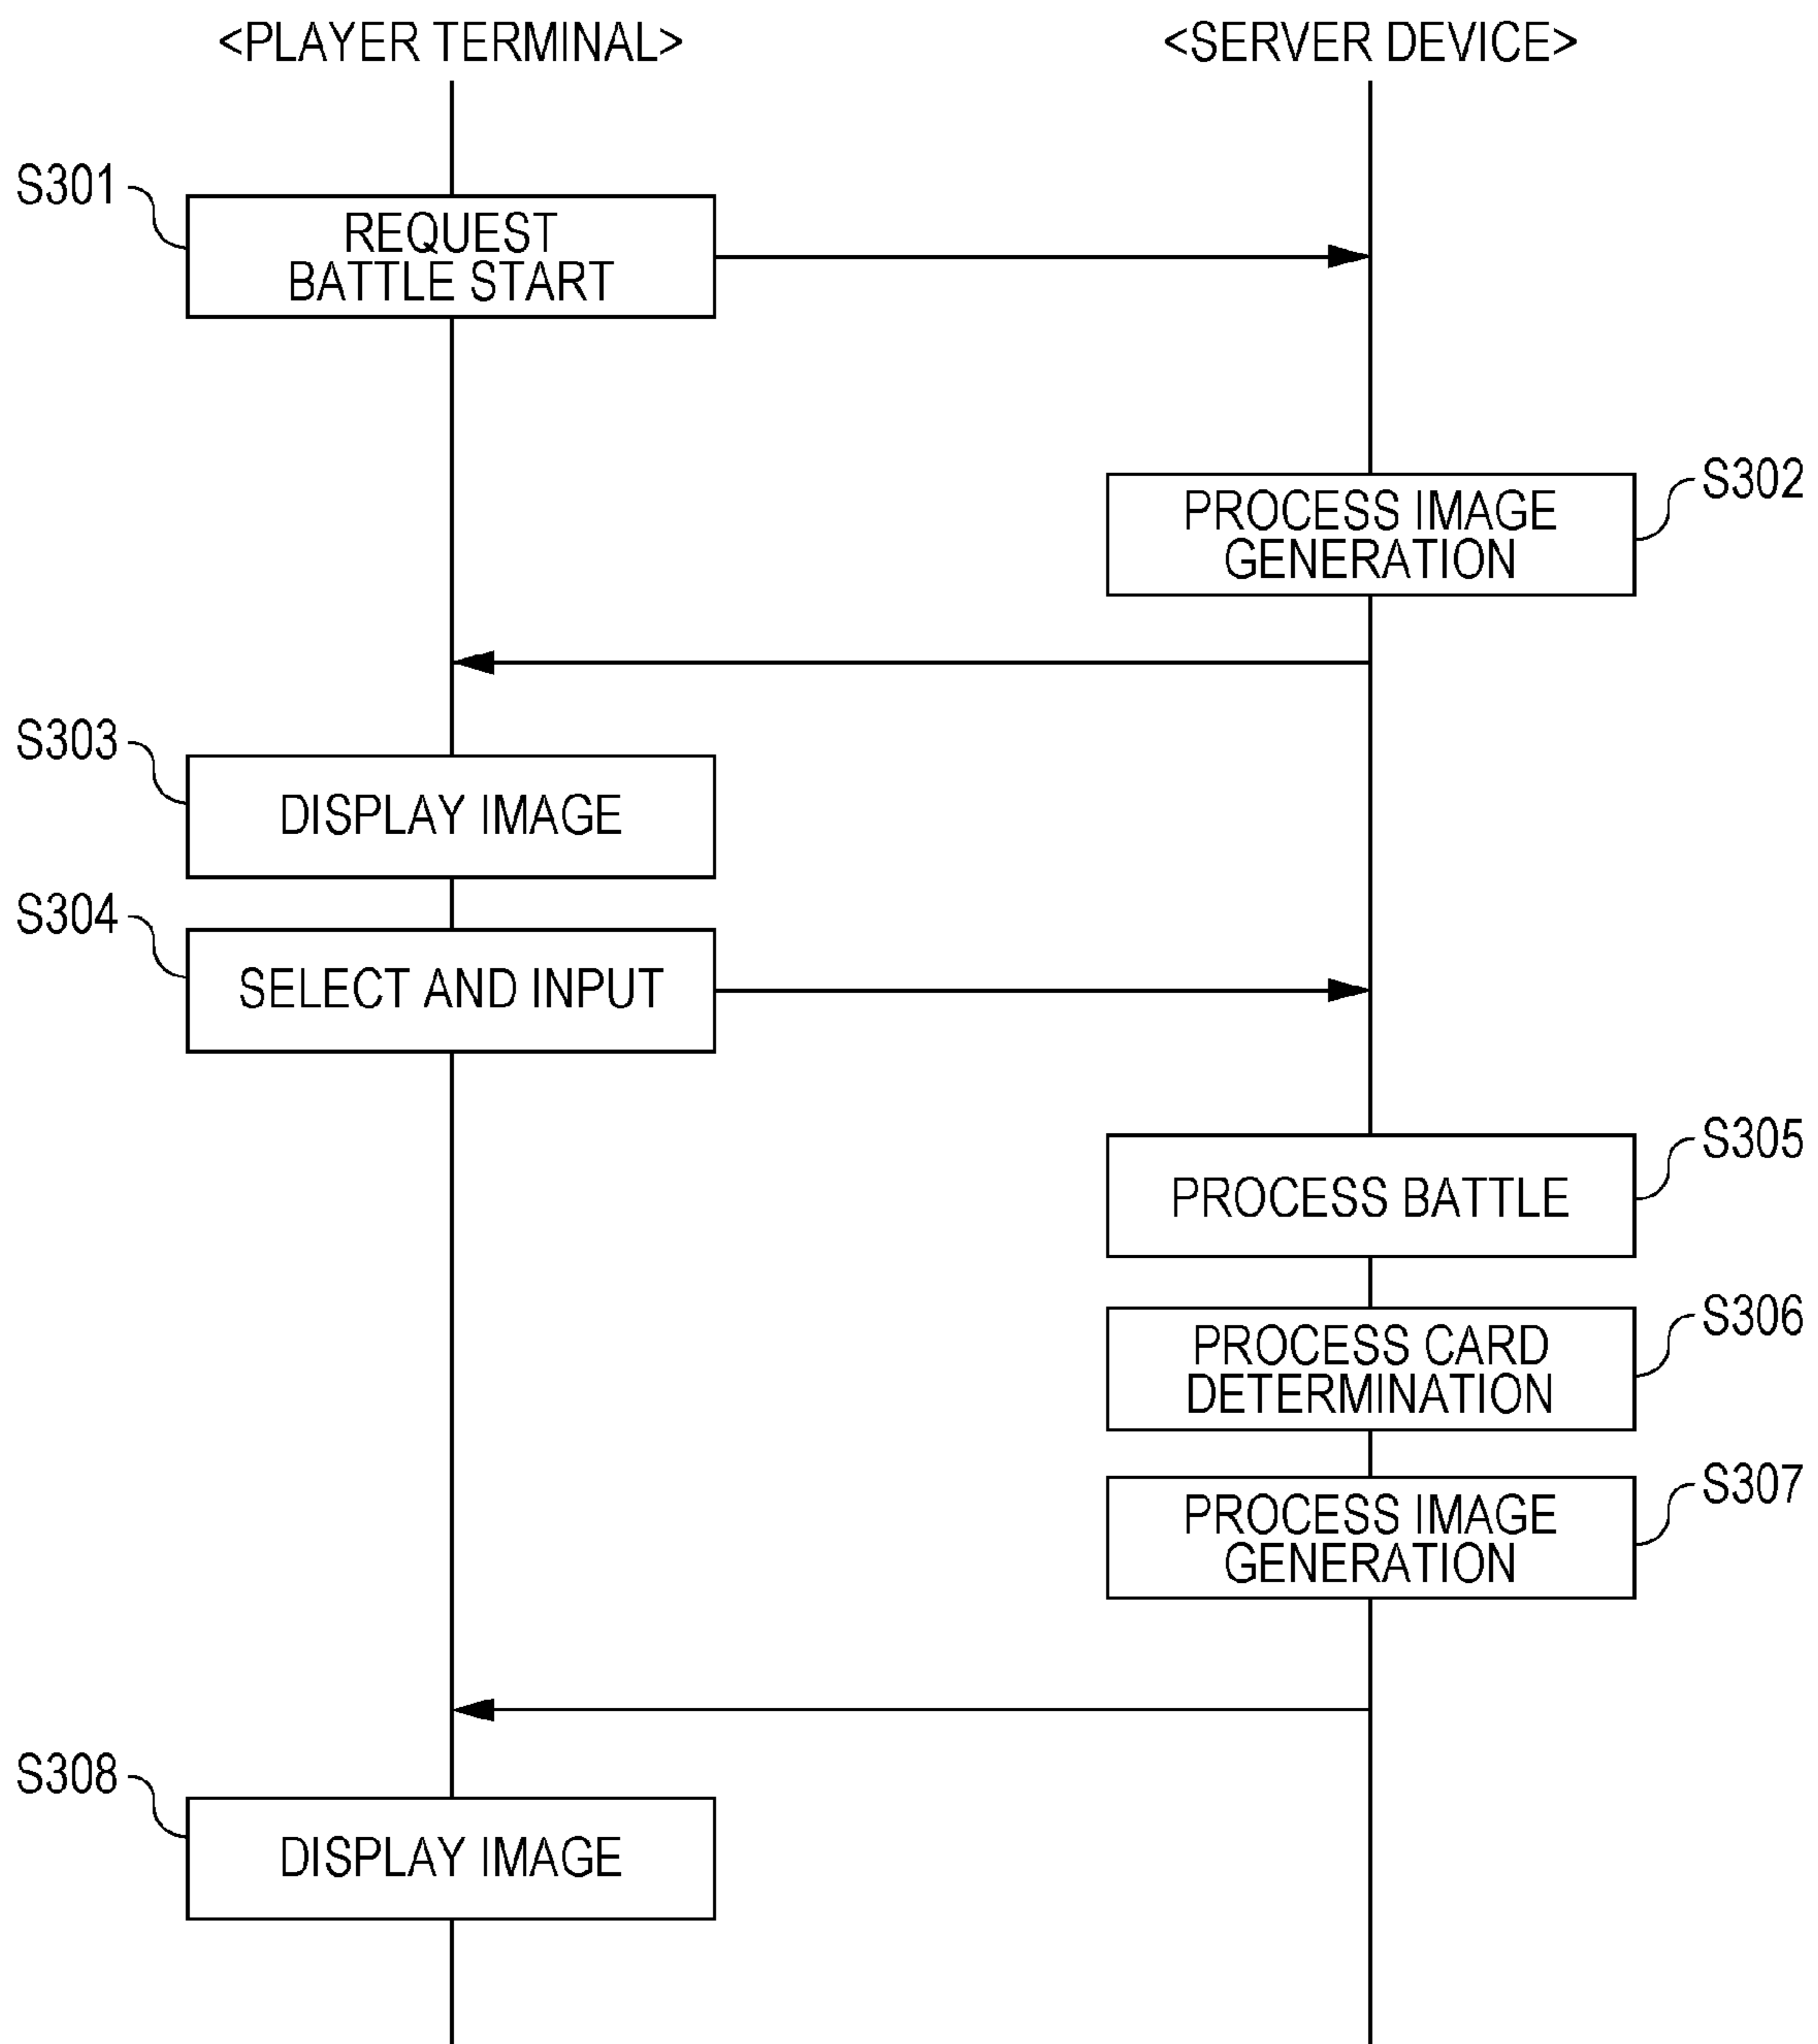 <PLAYER TERMINAL>
<SERVER DEVICE>
S301
REQUEST
BATTLE START
S302
PROCESS IMAGE
GENERATION
S303
DISPLAY IMAGE
S304
SELECT AND INPUT
S305
PROCESS BATTLE
S306
PROCESS CARD
DETERMINATION
S307
PROCESS IMAGE
GENERATION
S308
DISPLAY IMAGE